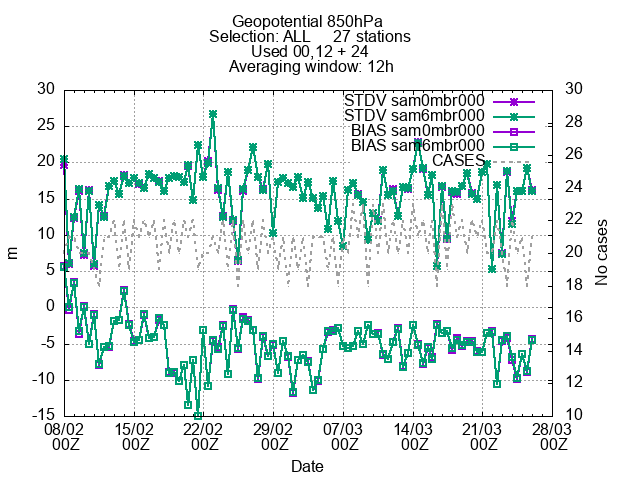 Geopotential 850hPa
Selection: ALL 27 stations
Used 00,12 + 24
Averaging window: 12h
STDV sam0mbr000
STDV sam6mbr000
BIAS sam0mbr000
BIAS sam6mbr000
CASES
30
25
20
15
10
5
0
-5
-10
-15
m
30
28
26
24
22
20
18
16
14
12
10
No cases
08/02 15/02 22/02 29/02 07/03 14/03 21/03 28/03
00Z 00Z 00Z 00Z 00Z 00Z 00Z 00Z
Date